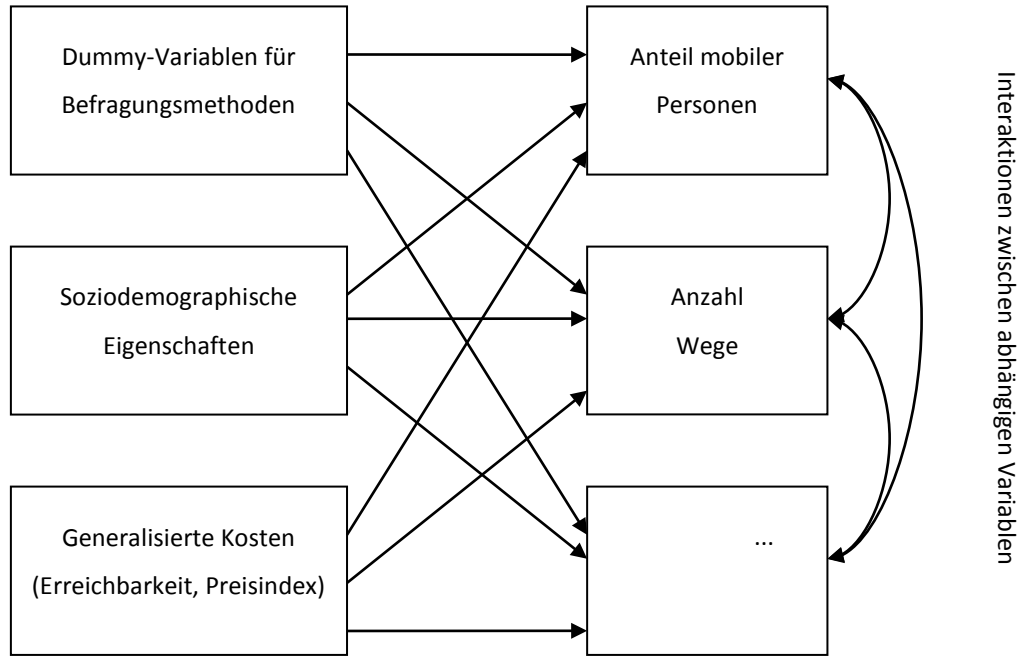 Dummy-Variablen für
Befragungsmethoden
Anteil mobiler
Personen
Soziodemographische
Eigenschaften
Anzahl
Wege
Generalisierte Kosten
(Erreichbarkeit, Preisindex)
...
Interaktionen zwischen abhängigen Variablen